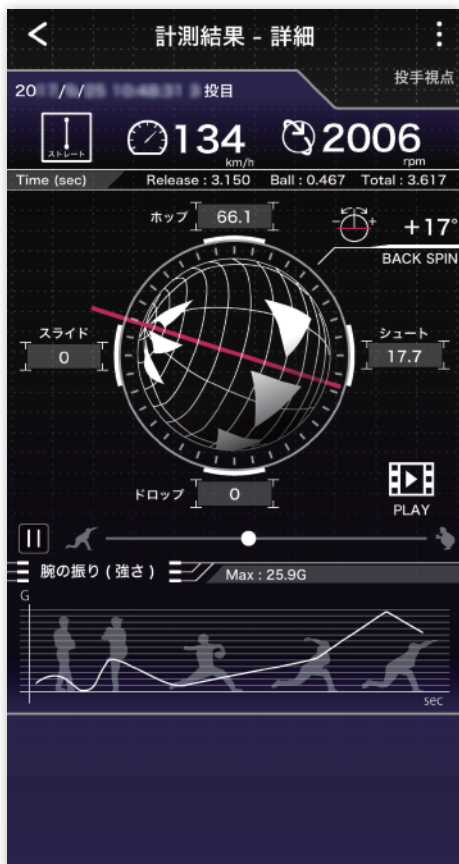 計測結果 - 詳細
投手視点
投目
ストレート
134
km/h
2006
rpm
Time (sec) Release : 3.150 Ball : 0.467 Total : 3.617
ホップ 66.1
- +
+17°
BACK SPIN
スライド
0
シュート
17.7
ドロップ 0
PLAY
腕の振り ( 強さ ) Max : 25.9G
G
sec